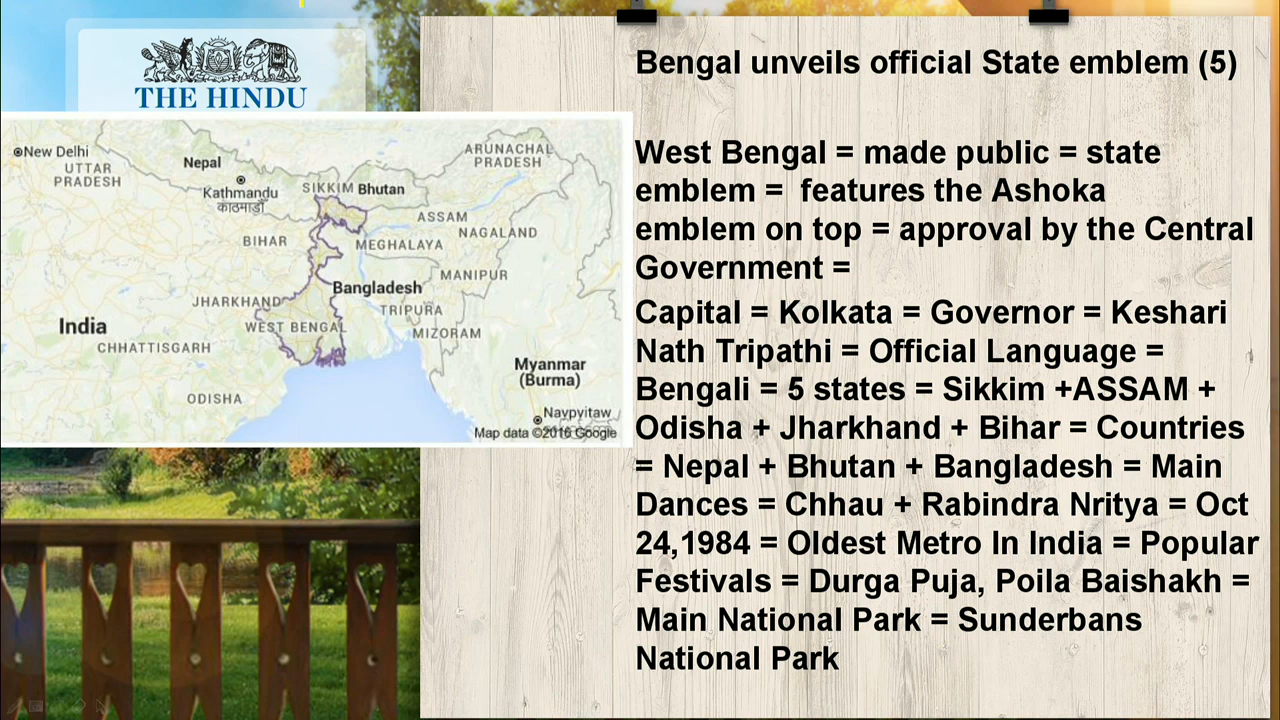 THE HINDU
New Delhi
UTTAR
PRADESH
Nepal
Kathmandu
काठमाडौं
SIKKIM Bhutan
ARUNACHAL
PRADESH
ASSAM
NAGALAND
BIHAR
MEGHALAYA
MANIPUR
JHARKHAND
Bangladesh
TRIPURA
WEST BENGAL
MIZORAM
India
CHHATTISGARH
Myanmar
(Burma)
ODISHA
Naypyitaw
Map data ©2016 Google
Bengal unveils official State emblem (5)
West Bengal = made public = state
emblem =  features the Ashoka
emblem on top = approval by the Central
Government =
Capital = Kolkata = Governor = Keshari
Nath Tripathi = Official Language =
Bengali = 5 states = Sikkim +ASSAM +
Odisha + Jharkhand + Bihar = Countries
= Nepal + Bhutan + Bangladesh = Main
Dances = Chhau + Rabindra Nritya = Oct
24,1984 = Oldest Metro In India = Popular
Festivals = Durga Puja, Poila Baishakh =
Main National Park = Sunderbans
National Park